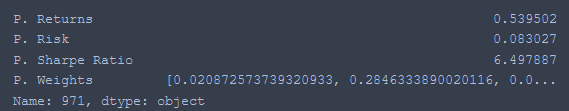 P. Returns 0.539502
P. Risk 0.083027
P. Sharpe Ratio 6.497887
P. Weights [0.020872573739320933, 0.2846333890020116, 0.0...
Name: 971, dtype: object